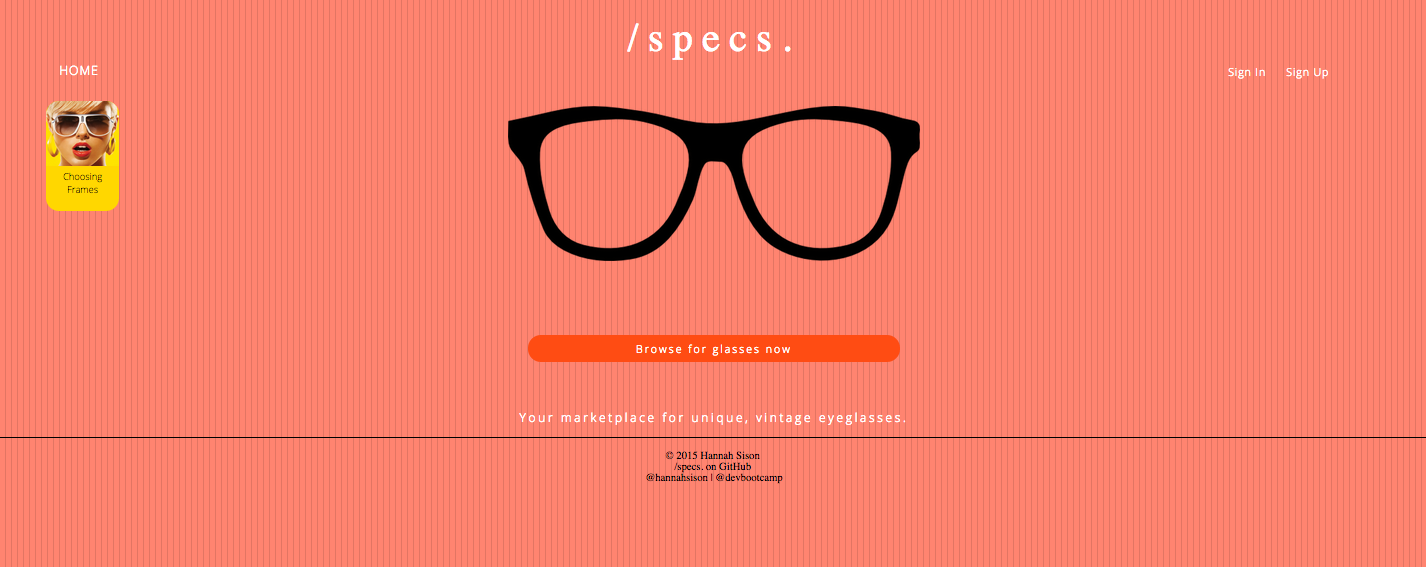 /specs.
HOME
Sign In
Sign Up
Choosing
Frames
Browse for glasses now
Your marketplace for unique, vintage eyeglasses.
© 2015 Hannah Sison
/specs. on GitHub
@hannahsison | @devbootcamp